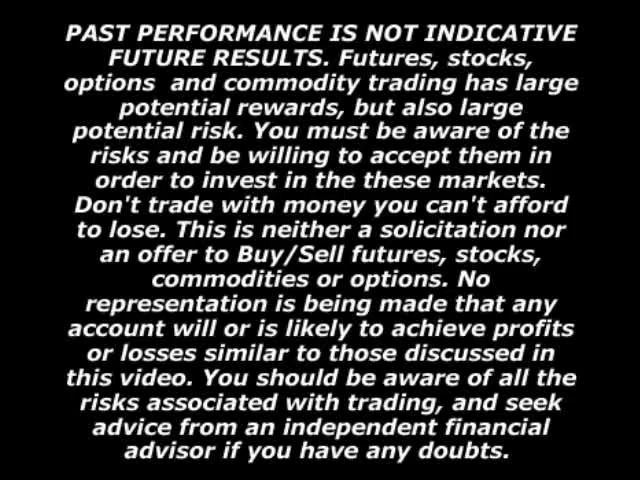 PAST PERFORMANCE IS NOT INDICATIVE
FUTURE RESULTS. Futures, stocks,
options  and commodity trading has large
potential rewards, but also large
potential risk. You must be aware of the
risks and be willing to accept them in
order to invest in the these markets.
Don't trade with money you can't afford
to lose. This is neither a solicitation nor
an offer to Buy/Sell futures, stocks,
commodities or options. No
representation is being made that any
account will or is likely to achieve profits
or losses similar to those discussed in
this video. You should be aware of all the
risks associated with trading, and seek
advice from an independent financial
advisor if you have any doubts.